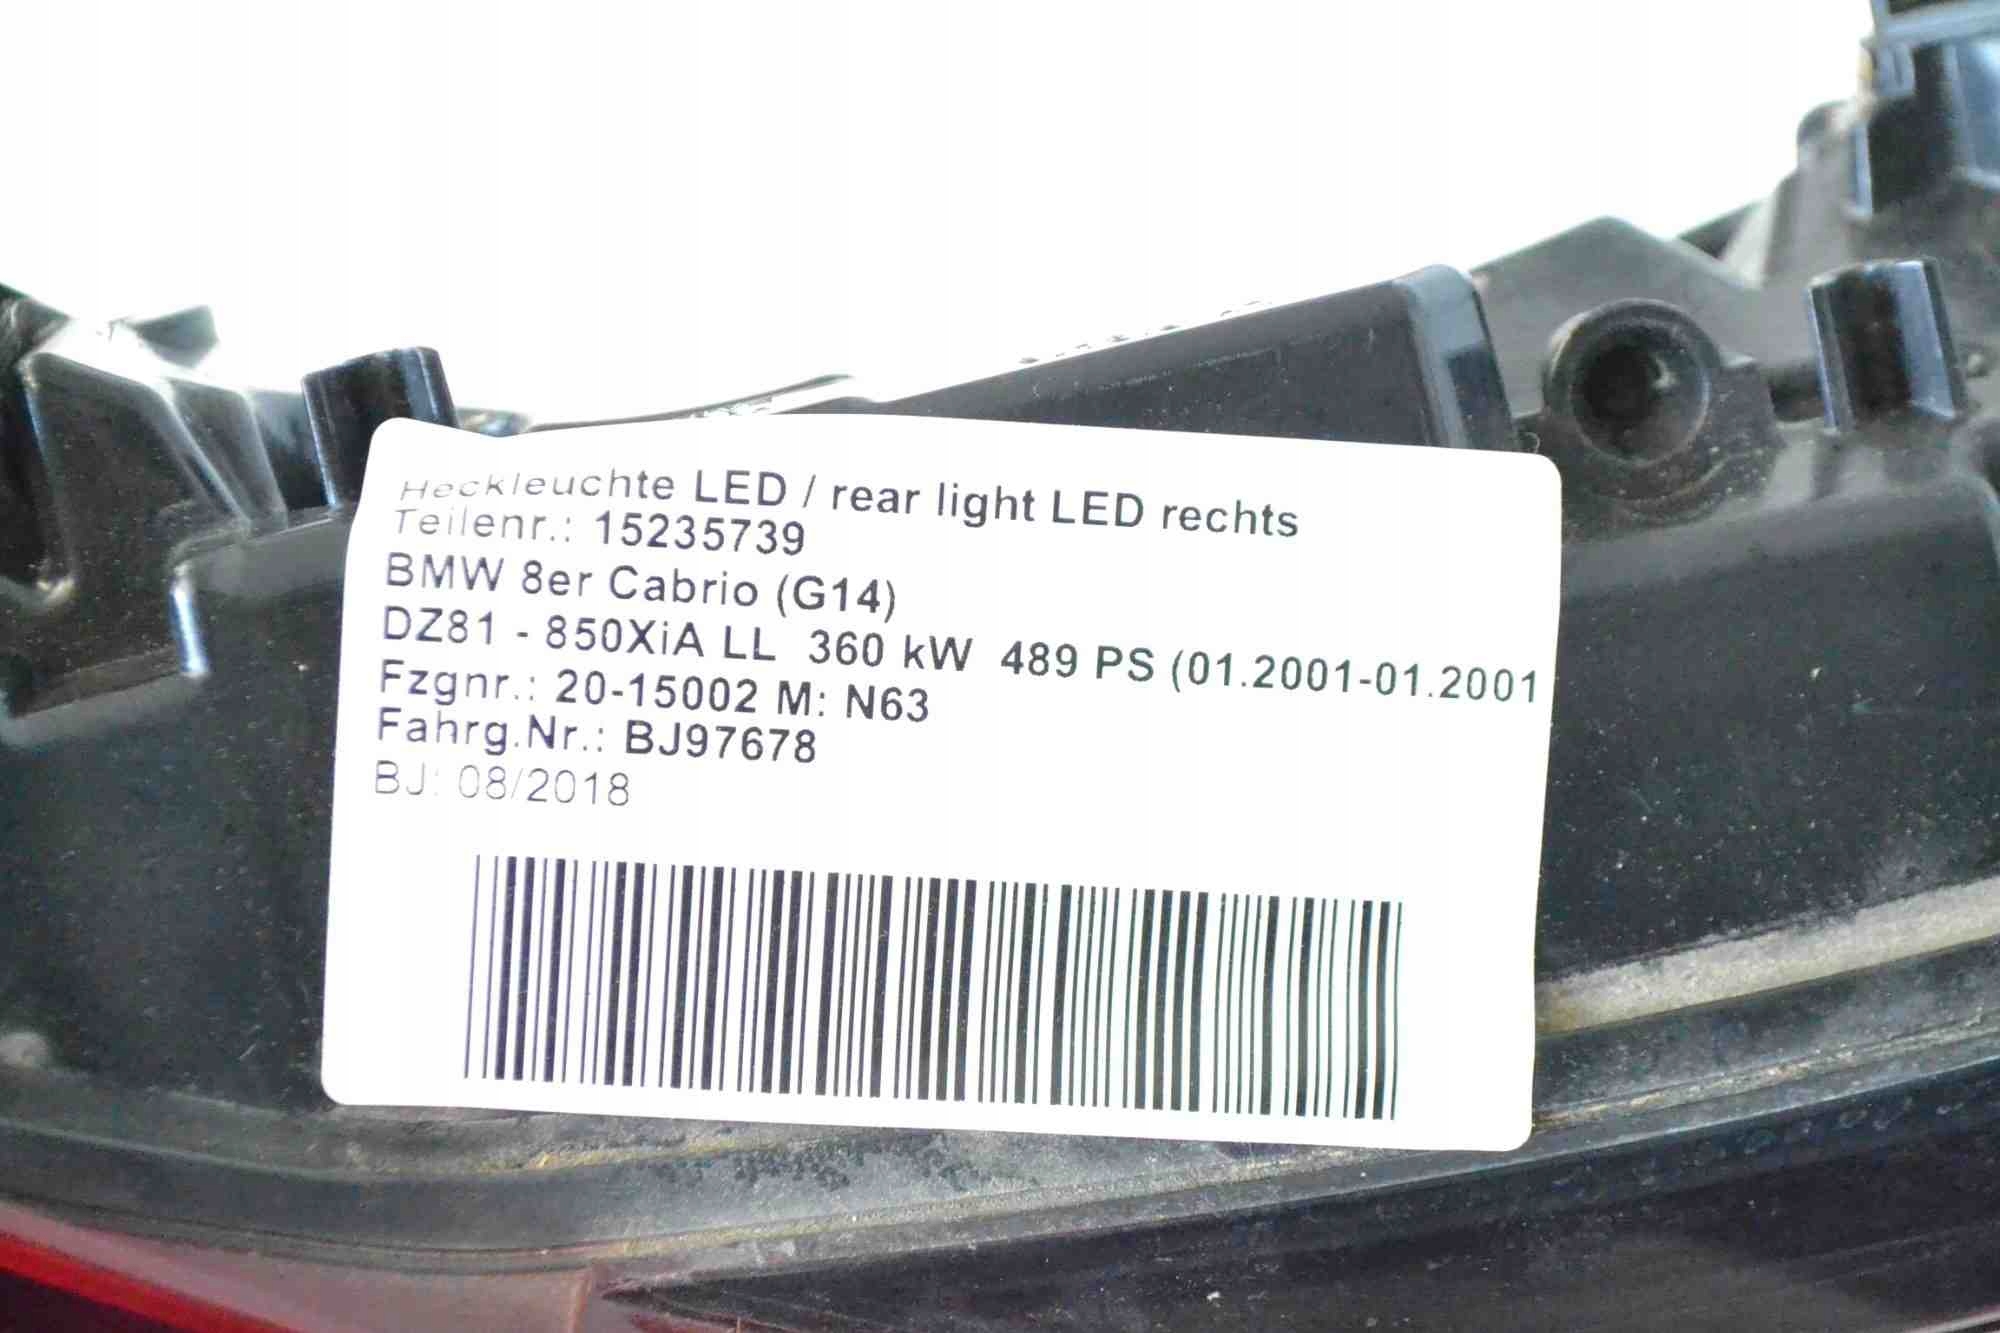 Heckleuchte LED / rear light LED rechts
Teilenr.: 15235739
BMW 8er Cabrio (G14)
DZ81 - 850XiA LL 360 kW 489 PS (01.2001-01.2001
Fzgnr.: 20-15002 M: N63
Fahrg.Nr.: BJ97678
BJ: 08/2018